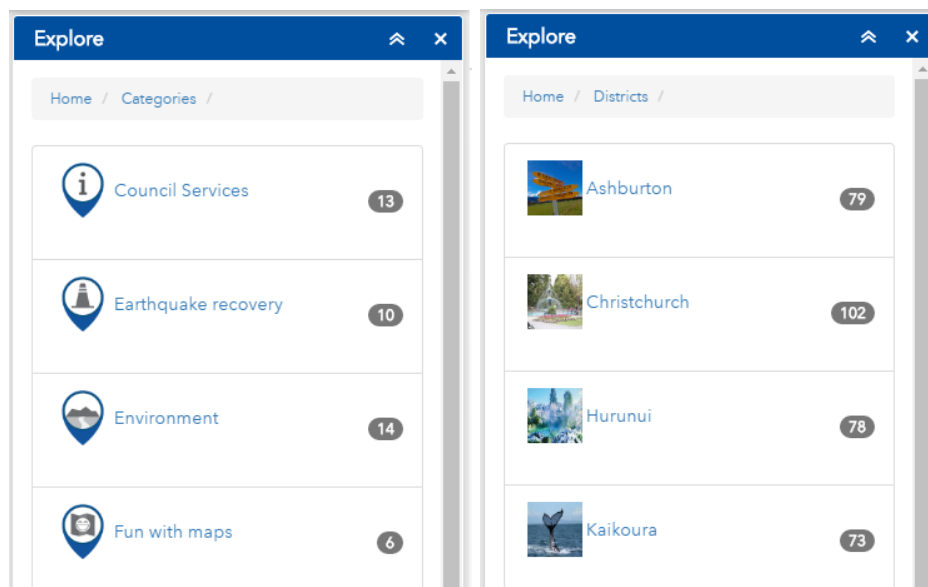 Explore
Home / Categories /
Council Services
13
Earthquake recovery
10
Environment
14
Fun with maps
6
Explore
Home / Districts /
Ashburton
79
Christchurch
102
Hurunui
78
Kaikoura
73